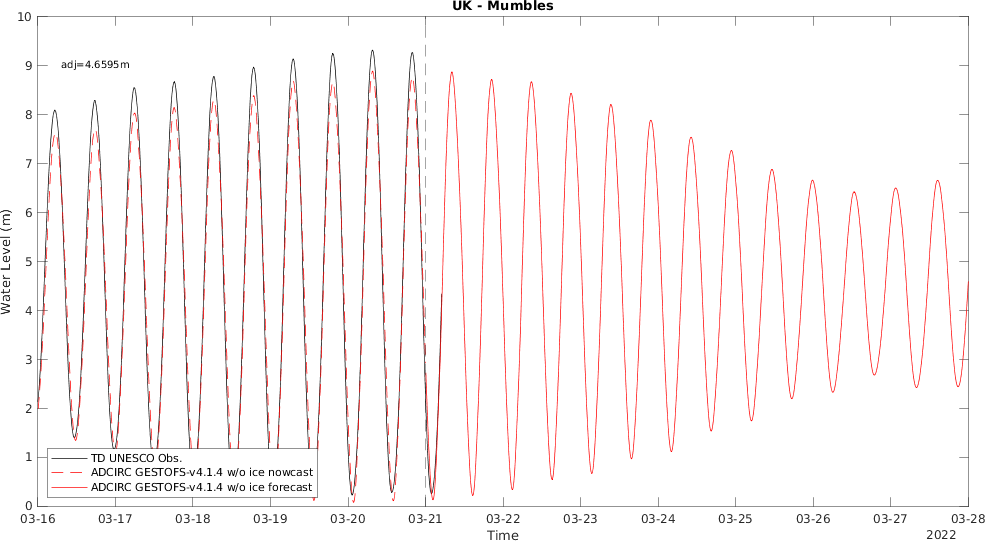 UK - Mumbles
10
9
8
7
6
5
4
3
2
1
0
Water Level (m)
adj=4.6595m
TD UNESCO Obs.
ADCIRC GESTOFS-v4.1.4 w/o ice nowcast
ADCIRC GESTOFS-v4.1.4 w/o ice forecast
03-16 03-17 03-18 03-19 03-20 03-21 03-22 03-23 03-24 03-25 03-26 03-27 03-28
Time
2022